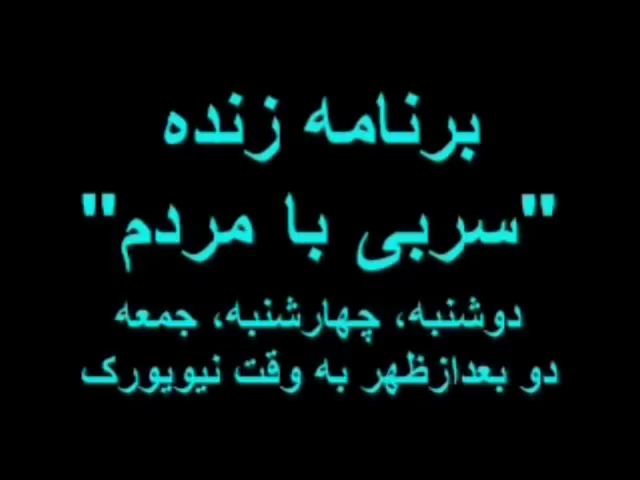 برنامه زنده
"سربی با مردم"
دوشنبه، چهارشنبه، جمعه
دو بعدازظهر به وقت نیویورک